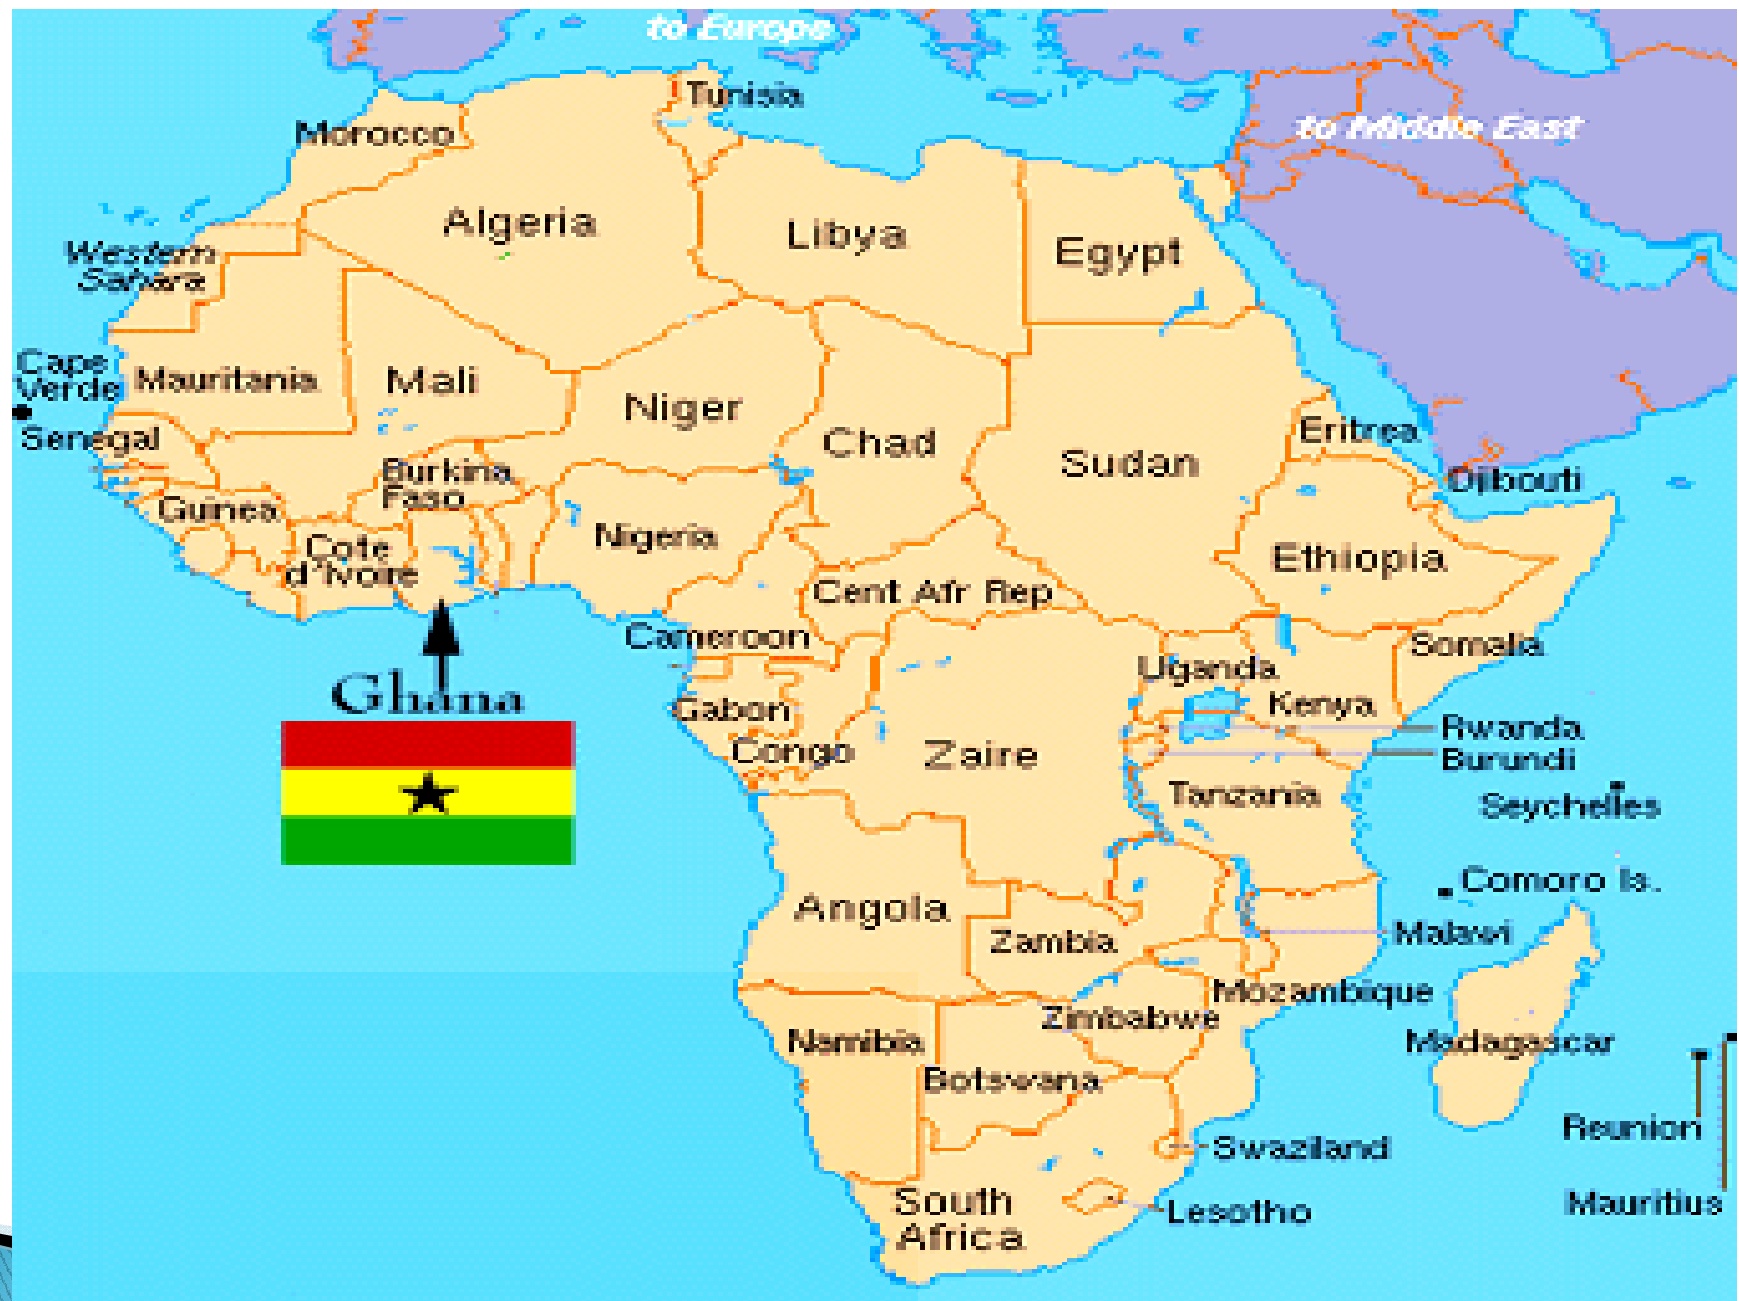 to Europe
Tunisia
to Middle East
Morocco
Algeria
Libya
Egypt
Western
Sahara
Cape
Verde
Mauritania
Mali
Niger
Chad
Sudan
Eritrea
Senegal
Burkina
Faso
Djibouti
Guinea
Nigeria
Cote
d'Ivoire
Ethiopia
Cent Afr Rep
Cameroon
Somalia
Uganda
Ghana
Kenya
Gabon
Rwanda
Congo
Zaire
Burundi
Tanzania
Seychelles
Comoro Is.
Angola
Malawi
Zambia
Mozambique
Zimbabwe
Namibia
Madagascar
Botswana
Reunion
Swaziland
South
Africa
Mauritius
Lesotho